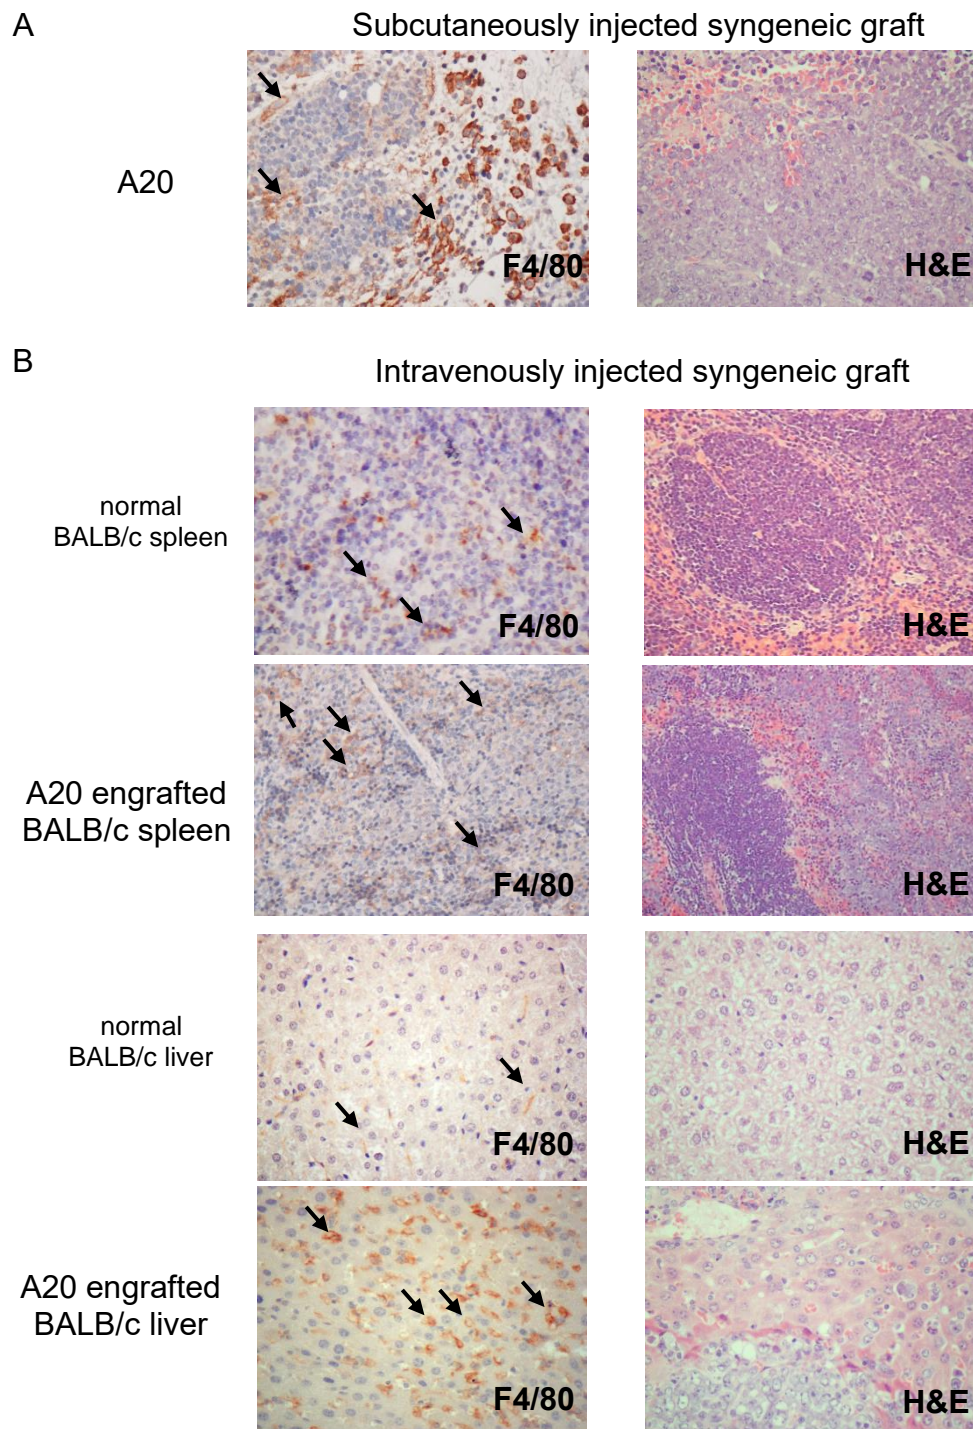 A
Subcutaneously injected syngeneic graft
A20
F4/80
H&E
B
Intravenously injected syngeneic graft
normal
BALB/c spleen
F4/80
H&E
A20 engrafted
BALB/c spleen
F4/80
H&E
normal
BALB/c liver
F4/80
H&E
A20 engrafted
BALB/c liver
F4/80
H&E